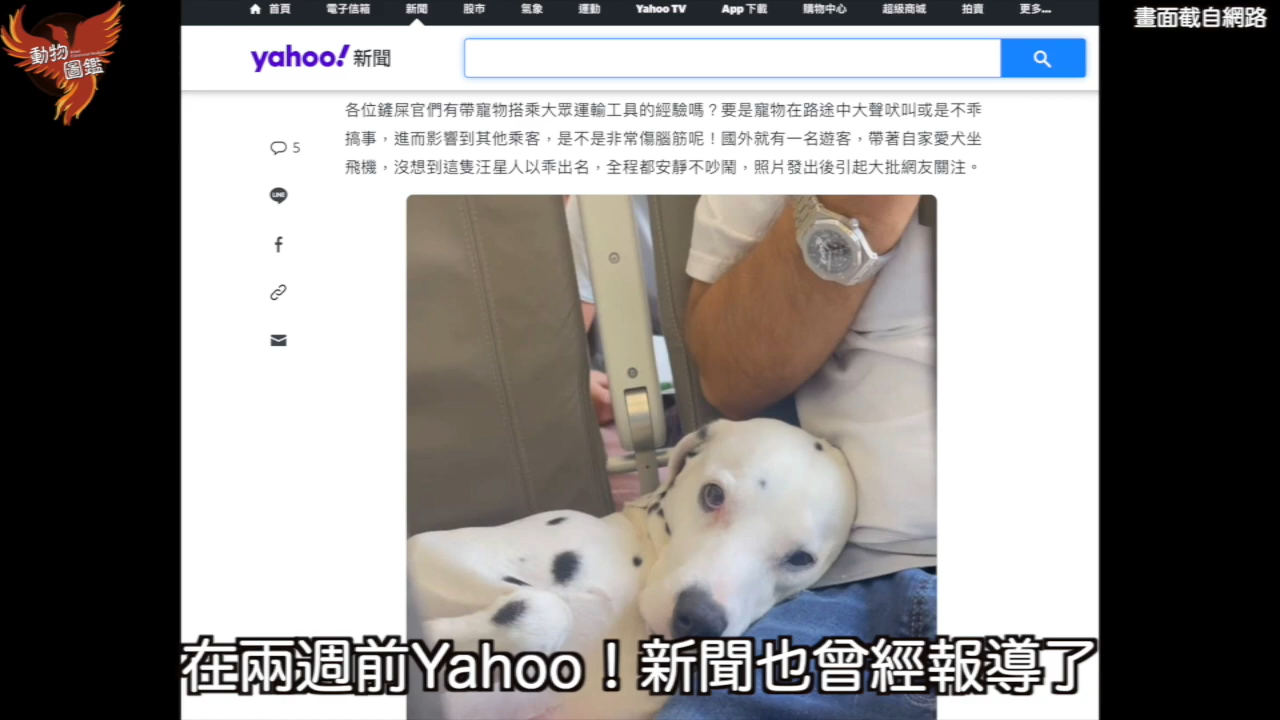 首頁 電子信箱 新聞 股市 氣象 運動 Yahoo TV App 下載 購物中心 超級商城 拍賣 更多...
畫面截自網路
動物
圖鑑
yahoo! 新聞
各位鏟屎官們有帶寵物搭乘大眾運輸工具的經驗嗎？要是寵物在路途中大聲吠叫或是不乖
搞事，進而影響到其他乘客，是不是非常傷腦筋呢！國外就有一名遊客，帶著自家愛犬坐
飛機，沒想到這隻汪星人以乖出名，全程都安靜不吵鬧，照片發出後引起大批網友關注。
5
LINE
在兩週前Yahoo！新聞也曾經報導了